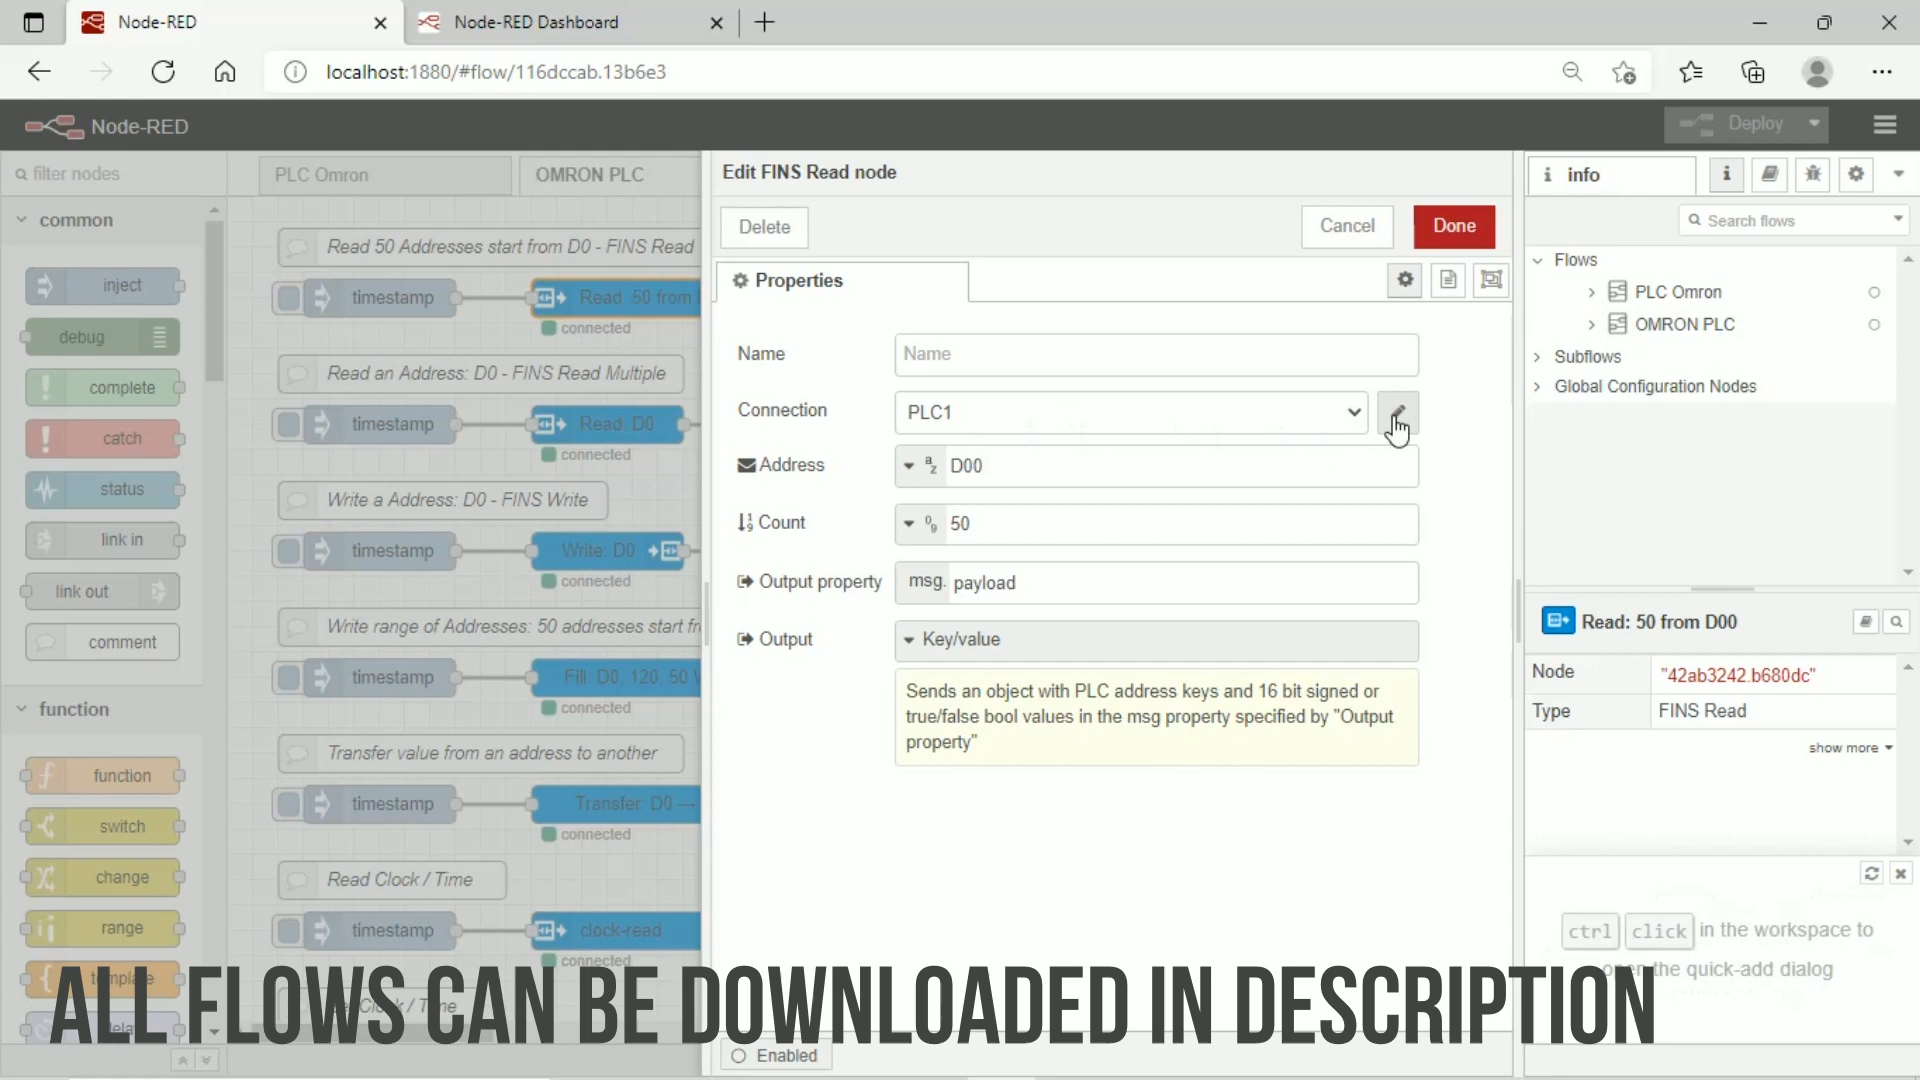 Node-RED
Node-RED Dashboard
localhost:1880/#flow/116dccab.13b6e3
Node-RED
Deploy
filter nodes
common
inject
debug
complete
catch
status
link in
link out
comment
function
function
switch
change
range
template
delay
PLC Omron
OMRON PLC
Read 50 Addresses start from D0 - FINS Read
timestamp
Read: 50 from
connected
Read an Address: D0 - FINS Read Multiple
timestamp
Read: D0
connected
Write a Address: D0 - FINS Write
timestamp
Write: D0
connected
Write range of Addresses: 50 addresses start fr
timestamp
Fill: D0, 120, 50
connected
Transfer value from an address to another
timestamp
Transfer: D0
connected
Read Clock / Time
timestamp
clock-read
connected
Clock / Time
Edit FINS Read node
Delete
Cancel
Done
Properties
Name
Name
Connection
PLC1
Address
D00
Count
50
Output property
msg. payload
Output
Key/value
Sends an object with PLC address keys and 16 bit signed or
true/false bool values in the msg property specified by "Output
property"
Enabled
i info
i
Search flows
Flows
PLC Omron
OMRON PLC
Subflows
Global Configuration Nodes
Read: 50 from D00
Node
"42ab3242.b680dc"
Type
FINS Read
show more
ctrl click in the workspace to
open the quick-add dialog
ALL FLOWS CAN BE DOWNLOADED IN DESCRIPTION